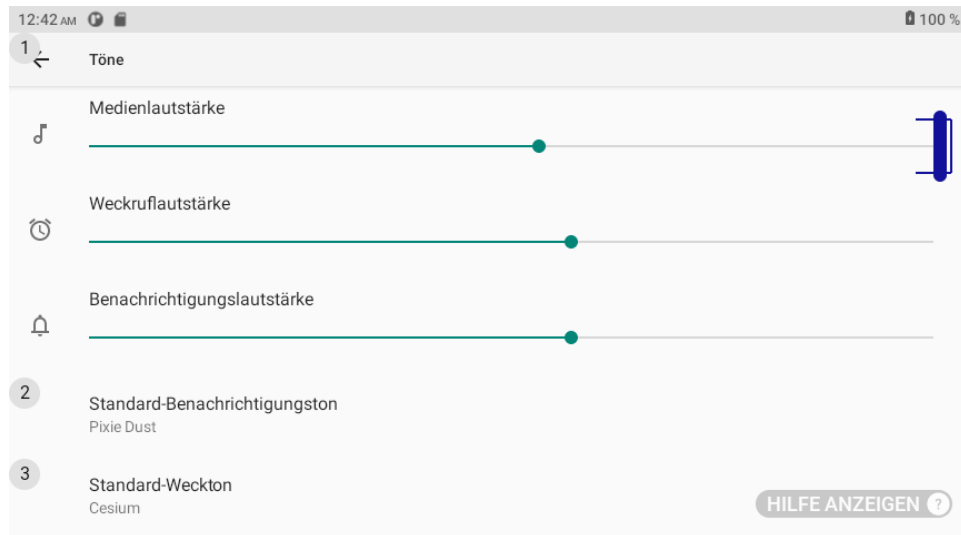 12:42 AM 100 %
1
Töne
Medienlautstärke
Weckruflautstärke
Benachrichtigungslautstärke
2
Standard-Benachrichtigungston
Pixie Dust
3
Standard-Weckton
Cesium
HILFE ANZEIGEN ?